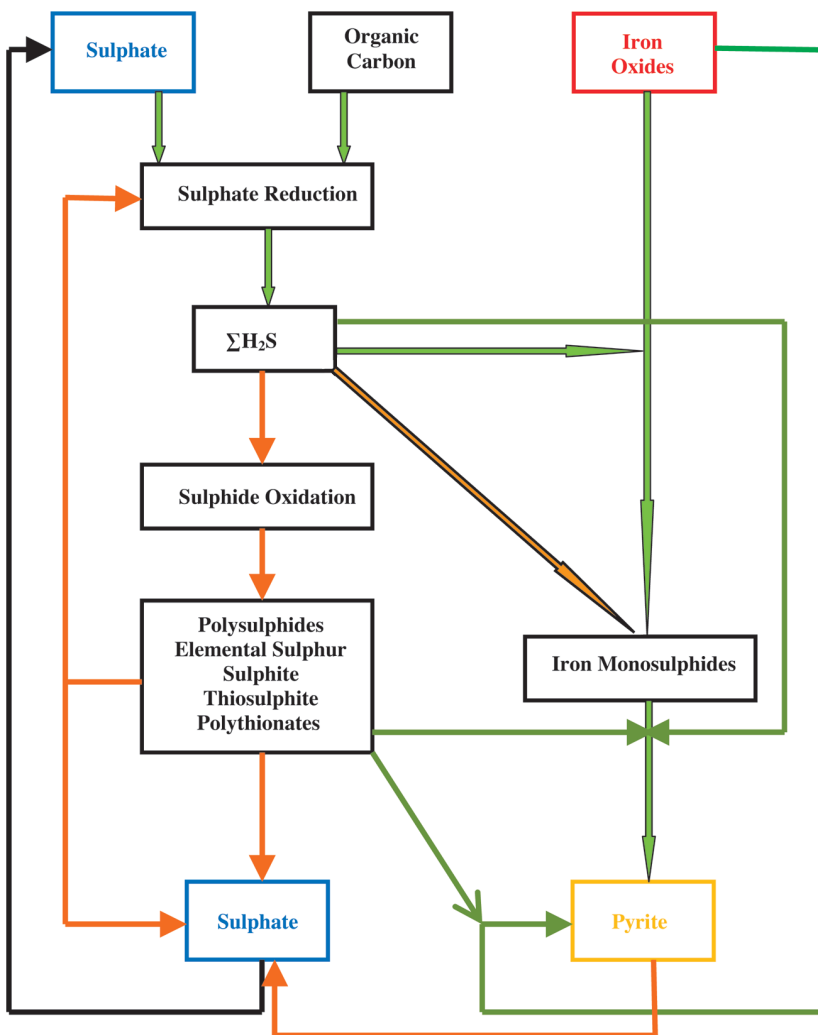 Sulphate
Organic
Carbon
Iron
Oxides
Sulphate Reduction
∑H₂S
Sulphide Oxidation
Polysulphides
Elemental Sulphur
Sulphite
Thiosulphite
Polythionates
Iron Monosulphides
Sulphate
Pyrite